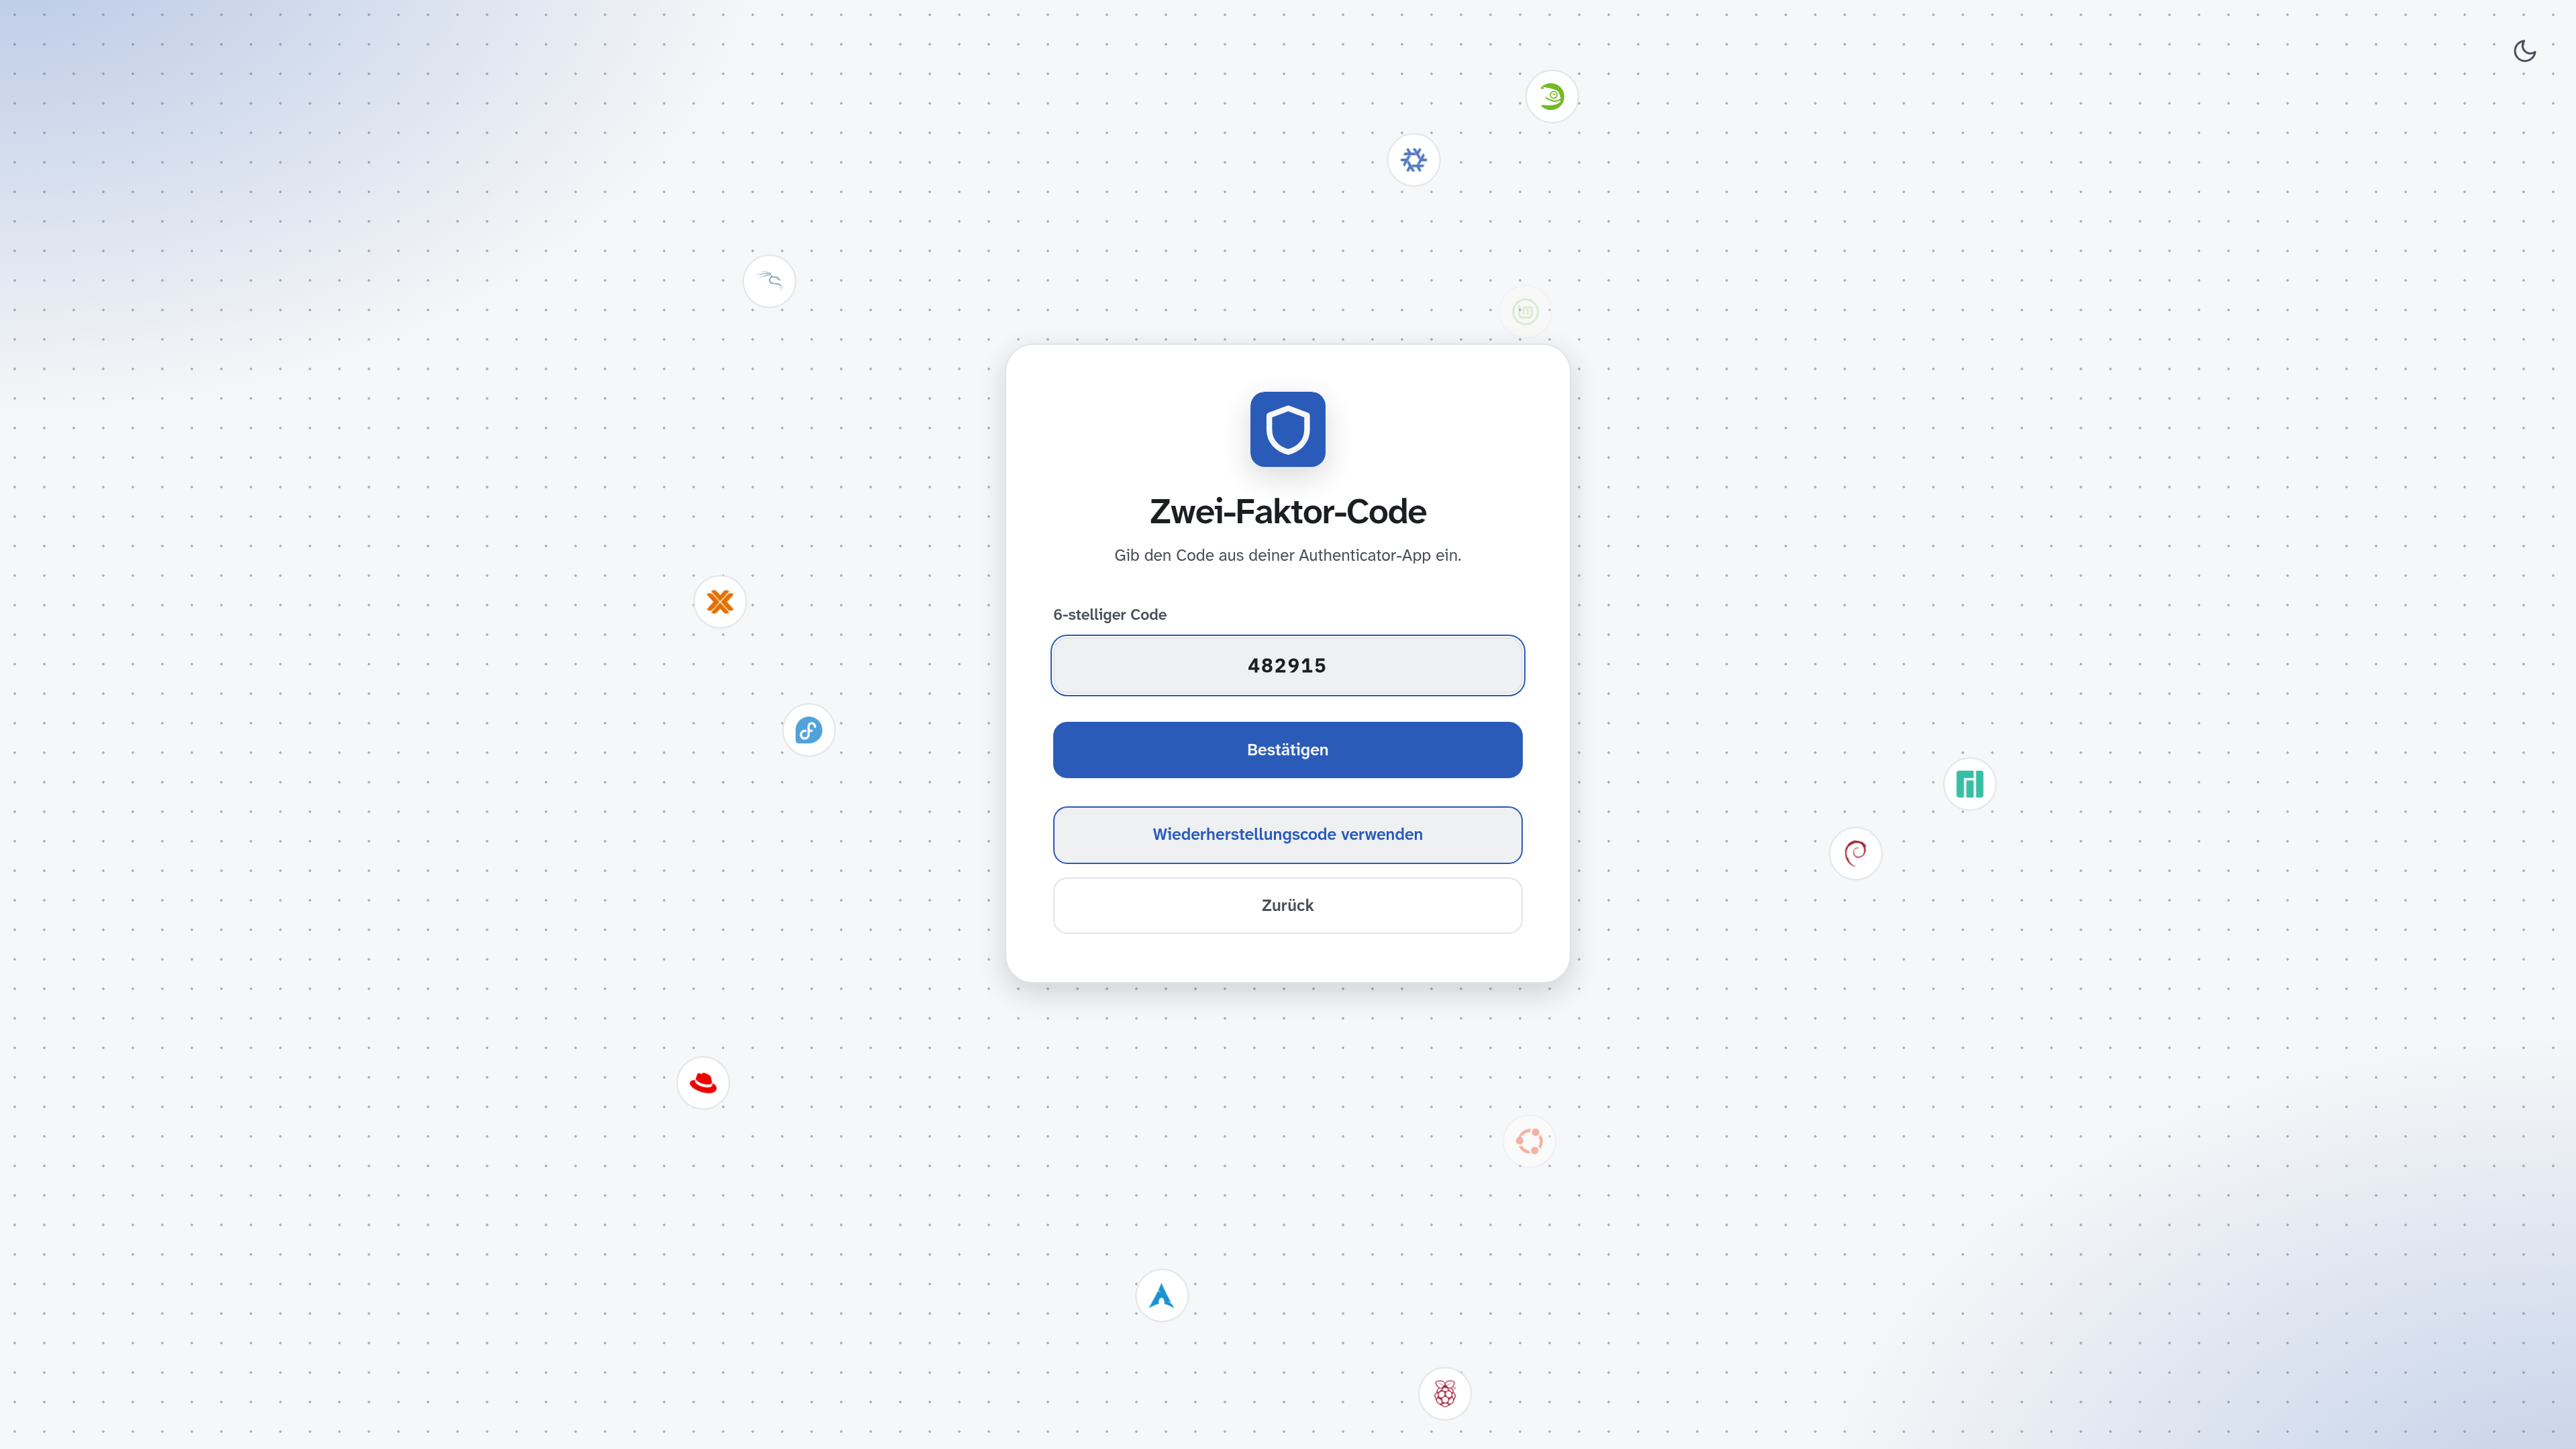 Zwei-Faktor-Code
Gib den Code aus deiner Authenticator-App ein.
6-stelliger Code
482915
Bestätigen
Wiederherstellungscode verwenden
Zurück